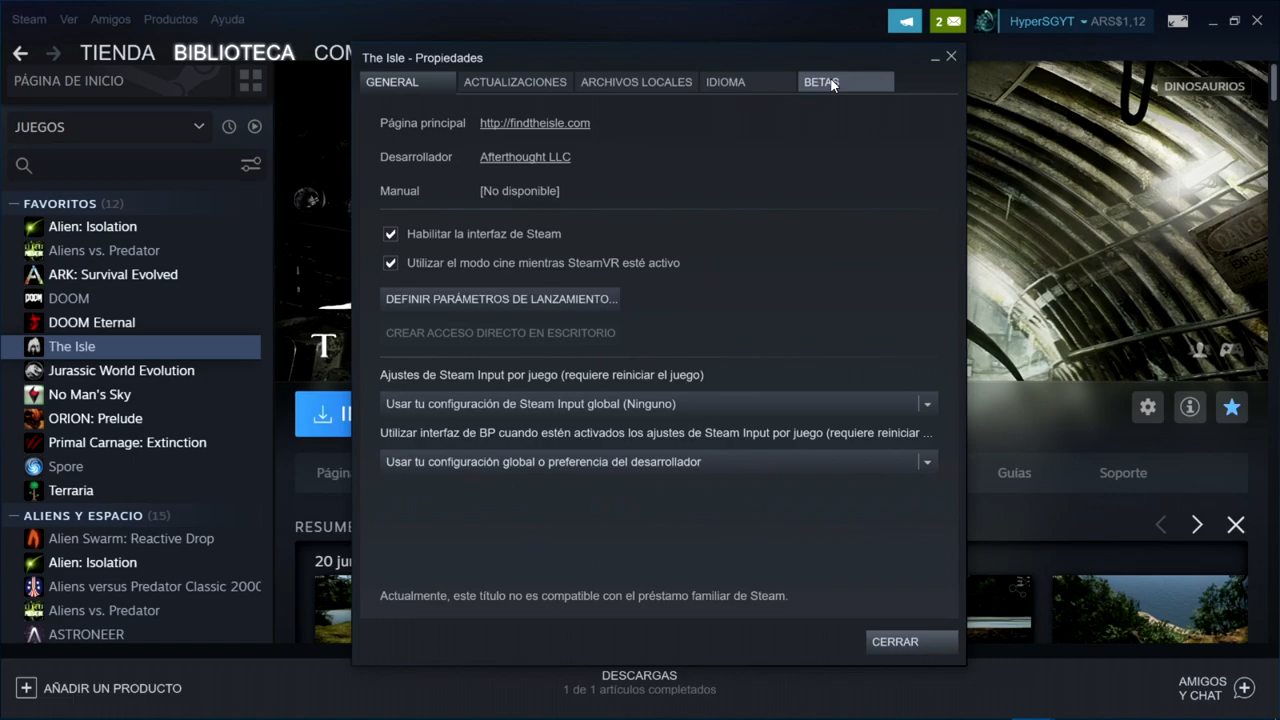 Steam Ver Amigos Productos Ayuda
2
HyperSGYT ARS$1,12
TIENDA BIBLIOTECA
PÁGINA DE INICIO
JUEGOS
FAVORITOS (12)
Alien: Isolation
Aliens vs. Predator
ARK: Survival Evolved
DOOM
DOOM Eternal
The Isle
Jurassic World Evolution
No Man's Sky
ORION: Prelude
Primal Carnage: Extinction
Spore
Terraria
ALIENS Y ESPACIO (15)
Alien Swarm: Reactive Drop
Alien: Isolation
Aliens versus Predator Classic 2000
Aliens vs. Predator
ASTRONEER
The Isle - Propiedades
GENERAL ACTUALIZACIONES ARCHIVOS LOCALES IDIOMA BETAS
Página principal http://findtheisle.com
Desarrollador Afterthought LLC
Manual [No disponible]
Habilitar la interfaz de Steam
Utilizar el modo cine mientras SteamVR esté activo
DEFINIR PARÁMETROS DE LANZAMIENTO...
CREAR ACCESO DIRECTO EN ESCRITORIO
Ajustes de Steam Input por juego (requiere reiniciar el juego)
Usar tu configuración de Steam Input global (Ninguno)
Utilizar interfaz de BP cuando estén activados los ajustes de Steam Input por juego (requiere reiniciar ...
Usar tu configuración global o preferencia del desarrollador
Actualmente, este título no es compatible con el préstamo familiar de Steam.
CERRAR
DINOSAURIOS
DANGER
T
Guías Soporte
20 jun
AÑADIR UN PRODUCTO
DESCARGAS
1 de 1 artículos completados
AMIGOS
Y CHAT